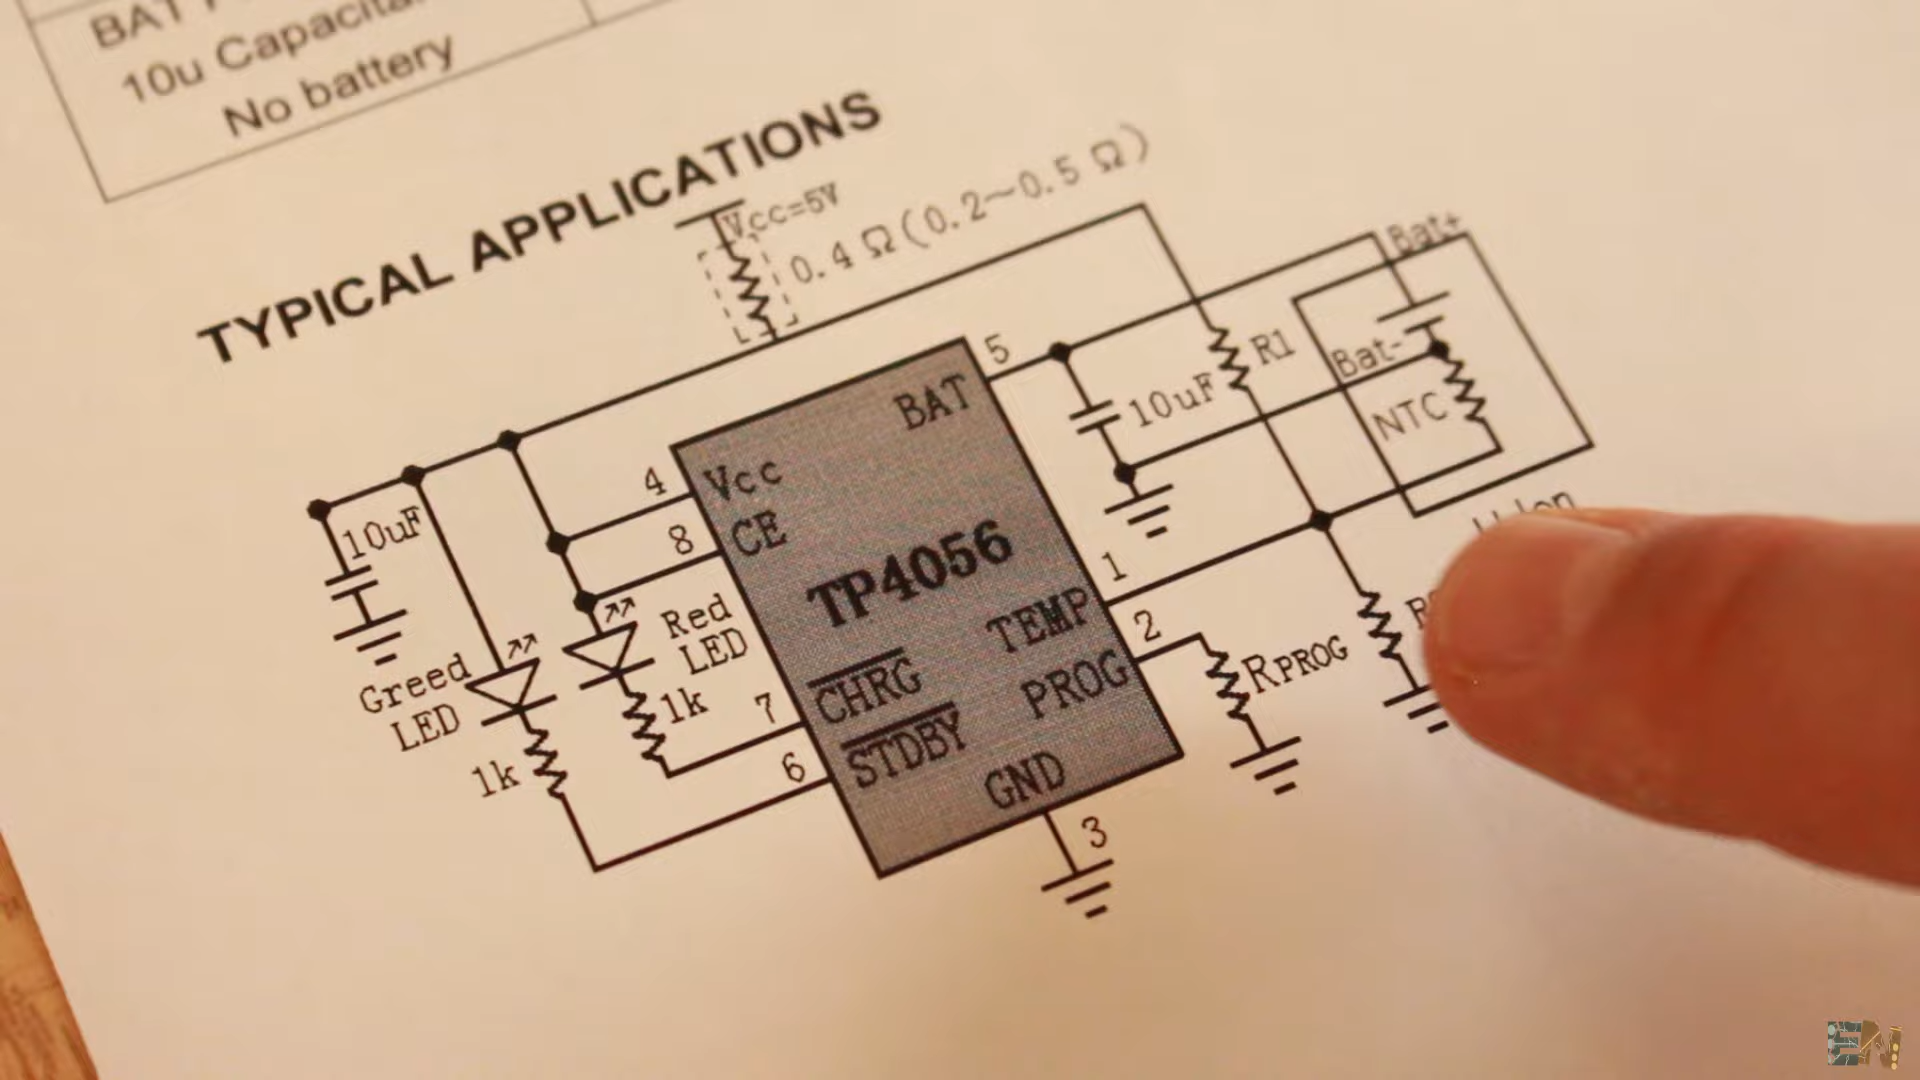 BAT
10u
No battery
TYPICAL APPLICATIONS
Vcc=5V
0.4 Ω(0.2~0.5 Ω)
Bat+
5
R1
BAT
10uF
Bat-
NTC
4
Vcc
10uF
8
CE
TP4056
1
Red
LED
TEMP
2
Greed
LED
1k
7
CHRG
PROG
RPROG
1k
6
STDBY
GND
3
EN